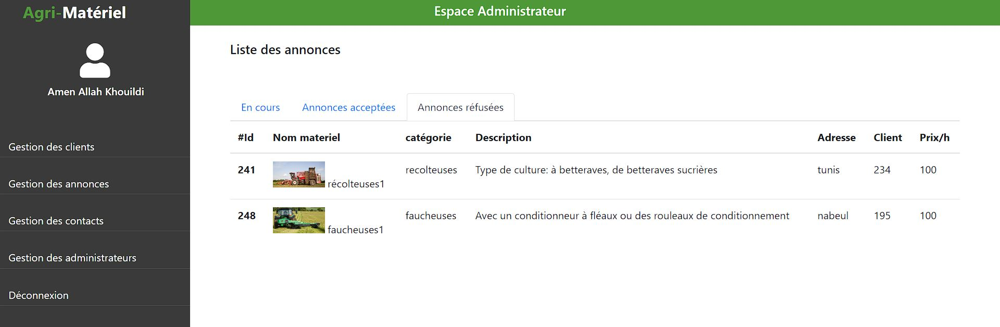 Agri-Matériel
Espace Administrateur
Amen Allah Khouildi
Gestion des clients
Gestion des annonces
Gestion des contacts
Gestion des administrateurs
Déconnexion
Liste des annonces
En cours Annonces acceptées Annonces réfusées
#Id Nom materiel catégorie Description Adresse Client Prix/h
241 récolteuses1 recolteuses Type de culture: à betteraves, de betteraves sucrières tunis 234 100
248 faucheuses1 faucheuses Avec un conditionneur à fléaux ou des rouleaux de conditionnement nabeul 195 100